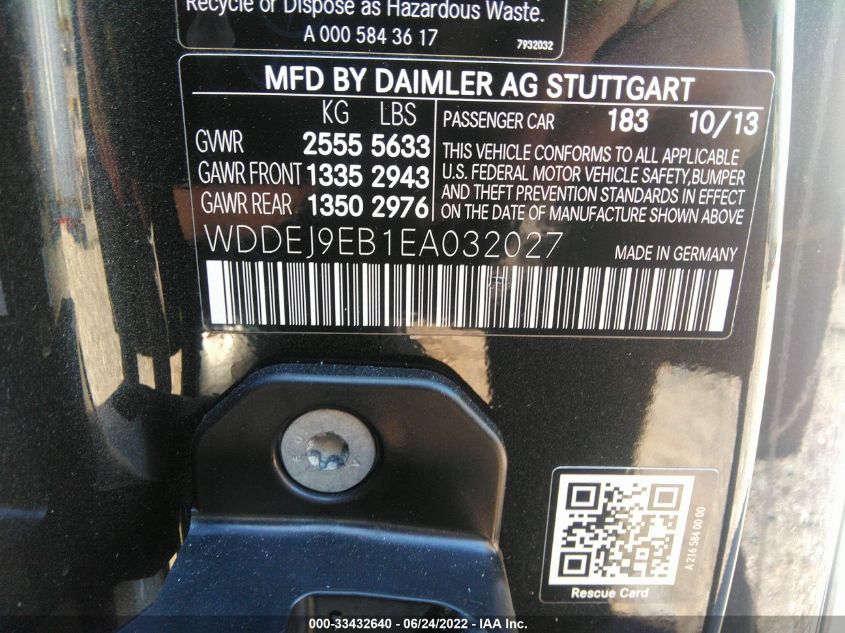 Recycle or Dispose as Hazardous Waste.
A 000 584 36 17
7932032
MFD BY DAIMLER AG STUTTGART
KG LBS
GVWR 2555 5633
GAWR FRONT 1335 2943
GAWR REAR 1350 2976
PASSENGER CAR 183 10/13
THIS VEHICLE CONFORMS TO ALL APPLICABLE
U.S. FEDERAL MOTOR VEHICLE SAFETY,BUMPER
AND THEFT PREVENTION STANDARDS IN EFFECT
ON THE DATE OF MANUFACTURE SHOWN ABOVE
WDDEJ9EB1EA032027
MADE IN GERMANY
A 216 584 00 00
Rescue Card
000-33432640 - 06/24/2022 - IAA Inc.